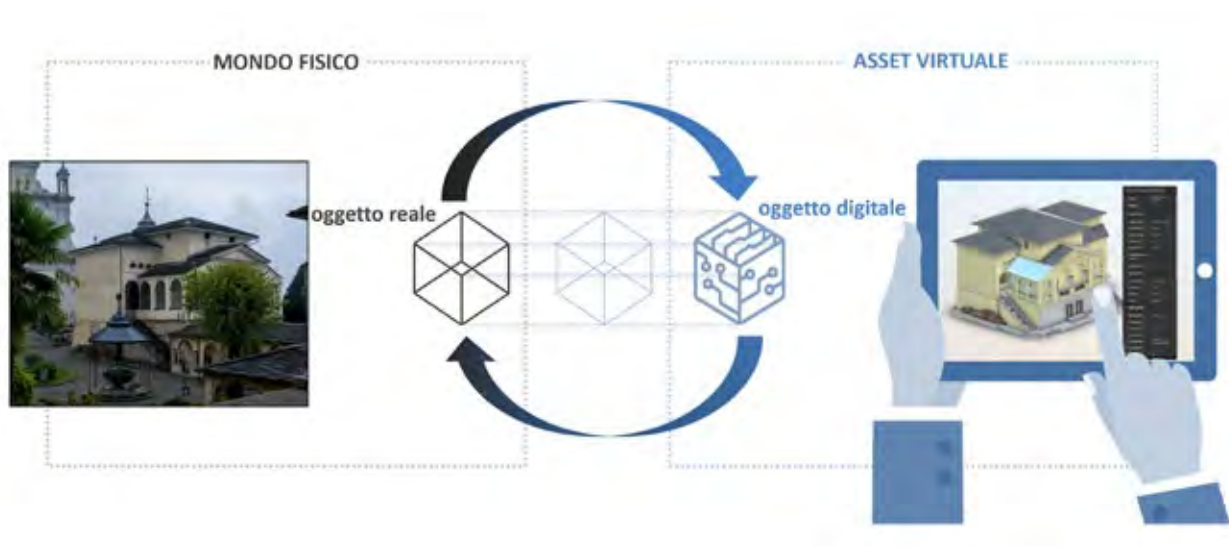 MONDO FISICO
ASSET VIRTUALE
oggetto reale
oggetto digitale